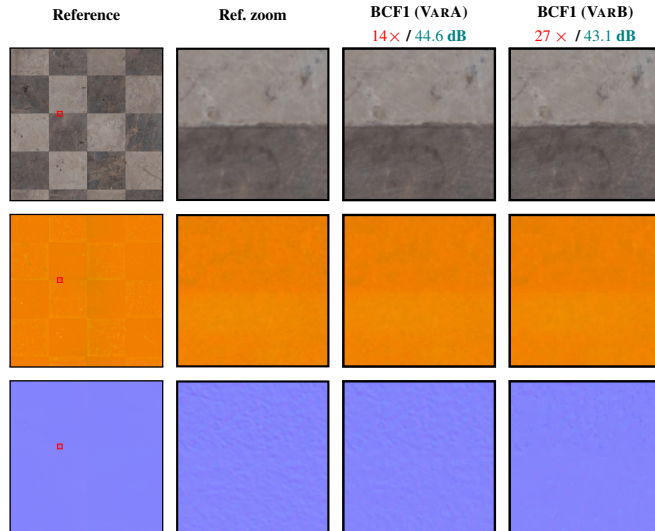 Reference Ref. zoom BCF1 (VARA) BCF1 (VARB)
14× / 44.6 dB 27 × / 43.1 dB